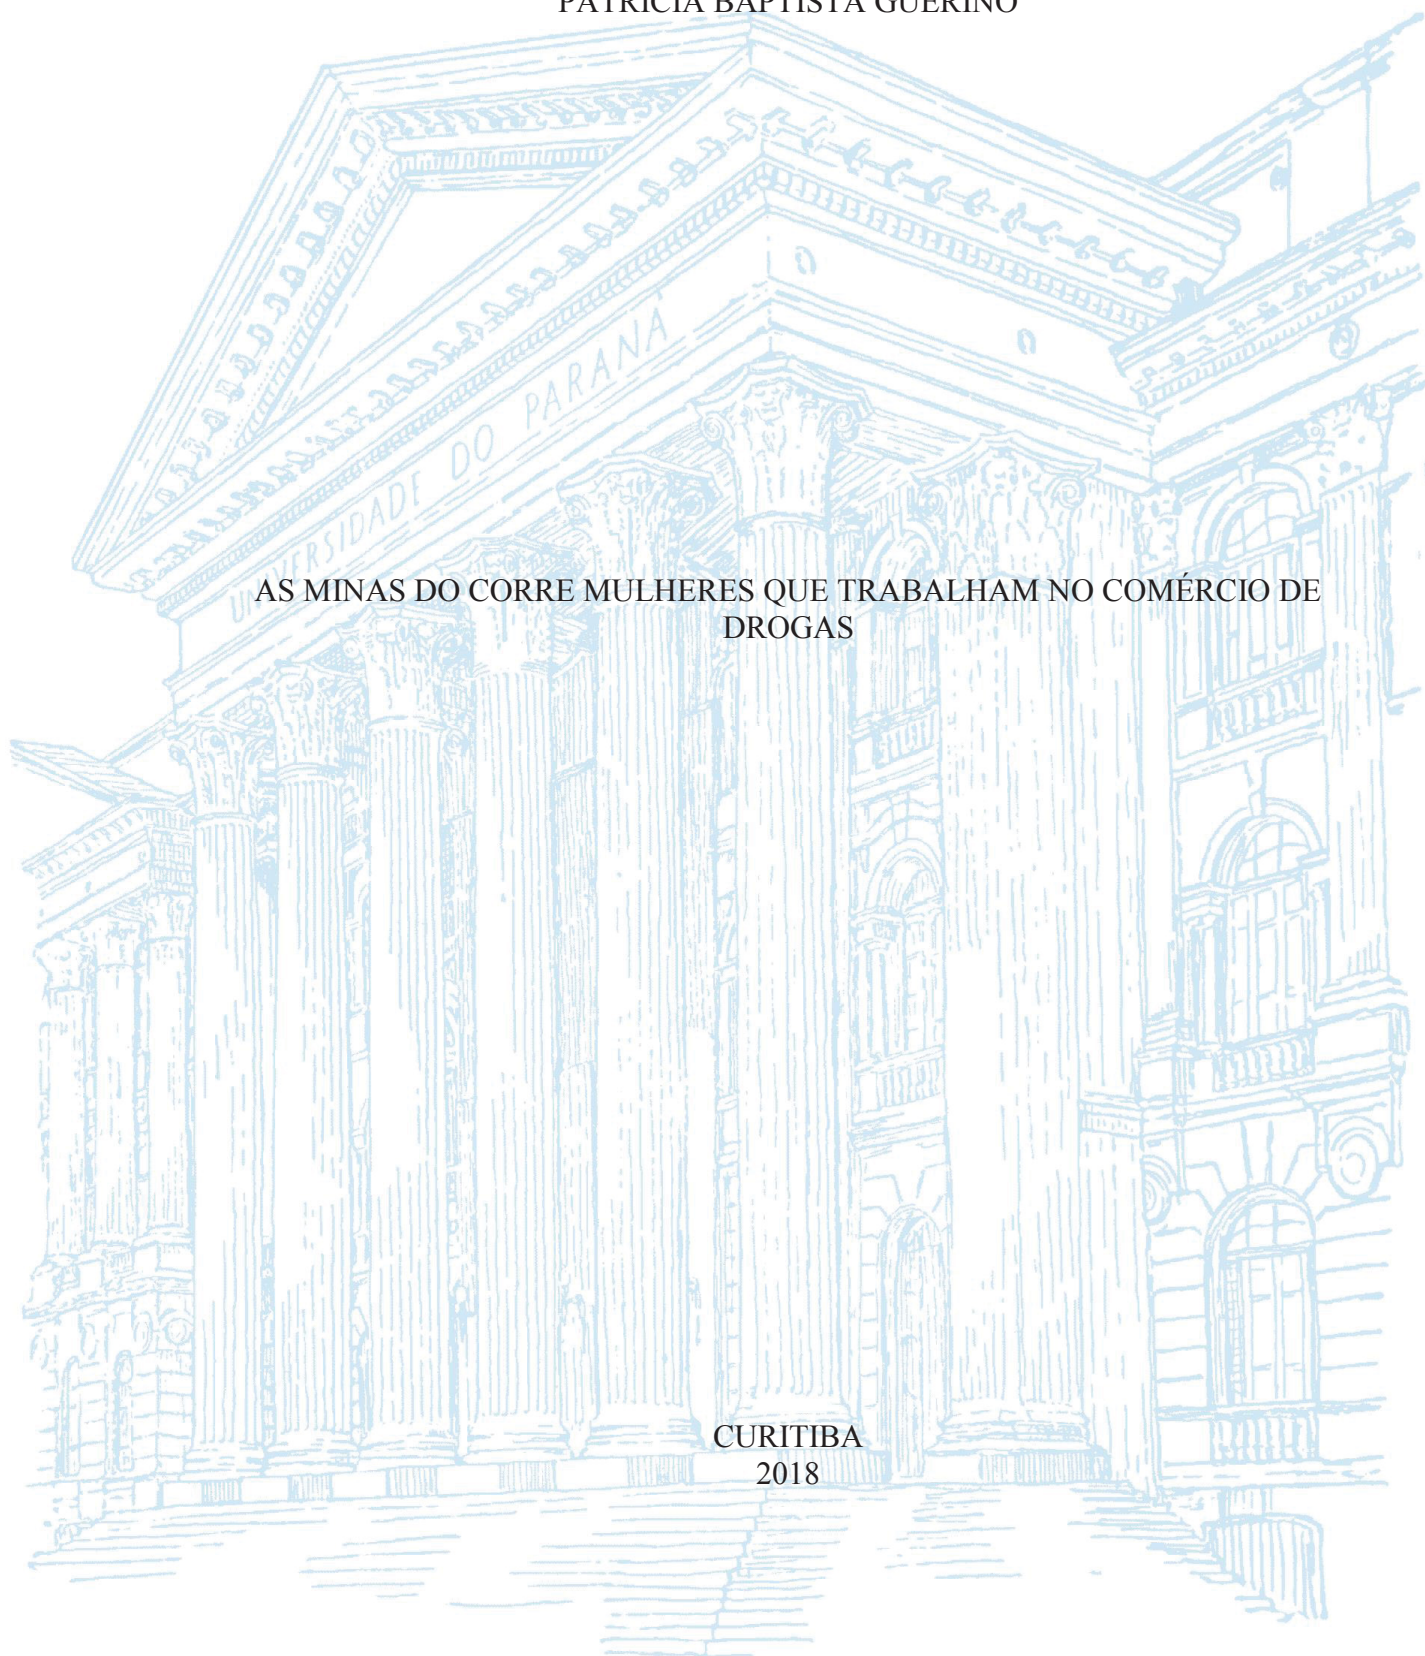 PATRICIA BAPTISTA GUERINO
UNIVERSIDADE DO PARANÁ
AS MINAS DO CORRE MULHERES QUE TRABALHAM NO COMÉRCIO DE
DROGAS
CURITIBA
2018